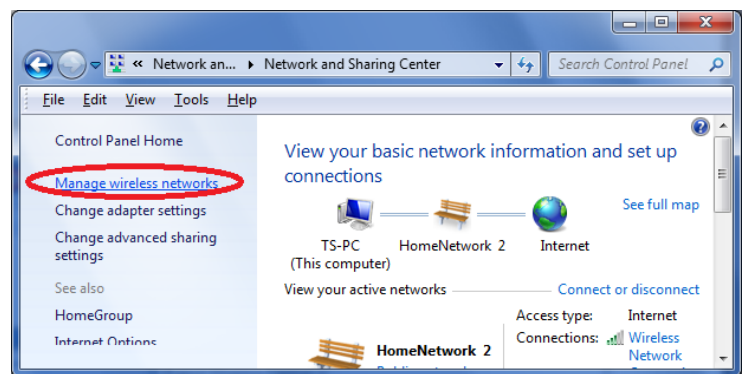 « Network an... ▸ Network and Sharing Center
Search Control Panel
File Edit View Tools Help
Control Panel Home
Manage wireless networks
Change adapter settings
Change advanced sharing
settings
See also
HomeGroup
Internet Options
View your basic network information and set up
connections
See full map
TS-PC
(This computer)
HomeNetwork 2
Internet
View your active networks
Connect or disconnect
HomeNetwork 2
Access type: Internet
Connections: Wireless
Network